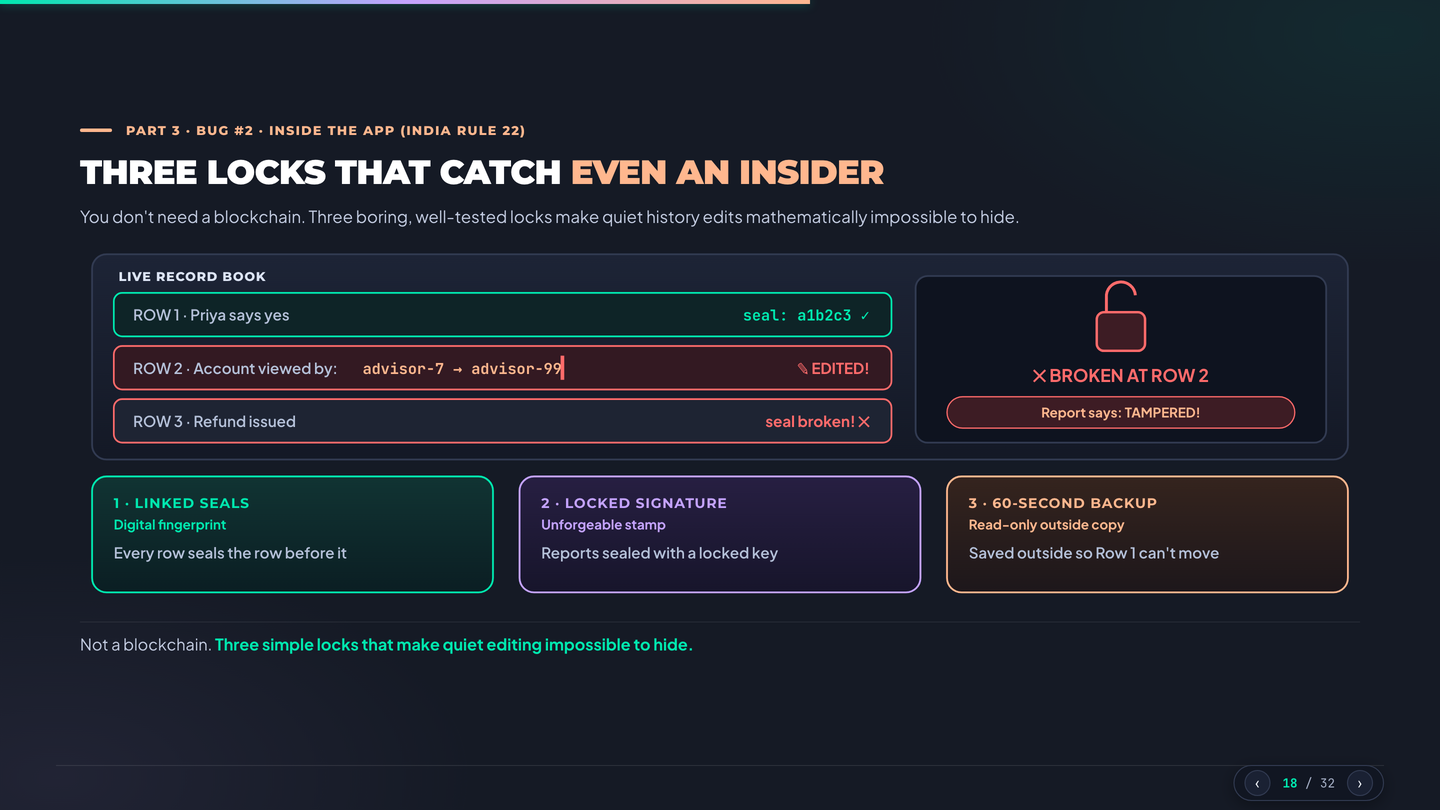 PART 3 · BUG #2 · INSIDE THE APP (INDIA RULE 22)
THREE LOCKS THAT CATCH EVEN AN INSIDER
You don't need a blockchain. Three boring, well-tested locks make quiet history edits mathematically impossible to hide.
LIVE RECORD BOOK
ROW 1 · Priya says yes seal: a1b2c3 ✓
ROW 2 · Account viewed by: advisor-7 → advisor-99 ✎ EDITED!
ROW 3 · Refund issued seal broken! ✕
✕ BROKEN AT ROW 2
Report says: TAMPERED!
1 · LINKED SEALS
Digital fingerprint
Every row seals the row before it
2 · LOCKED SIGNATURE
Unforgeable stamp
Reports sealed with a locked key
3 · 60-SECOND BACKUP
Read-only outside copy
Saved outside so Row 1 can't move
Not a blockchain. Three simple locks that make quiet editing impossible to hide.
‹ 18 / 32 ›